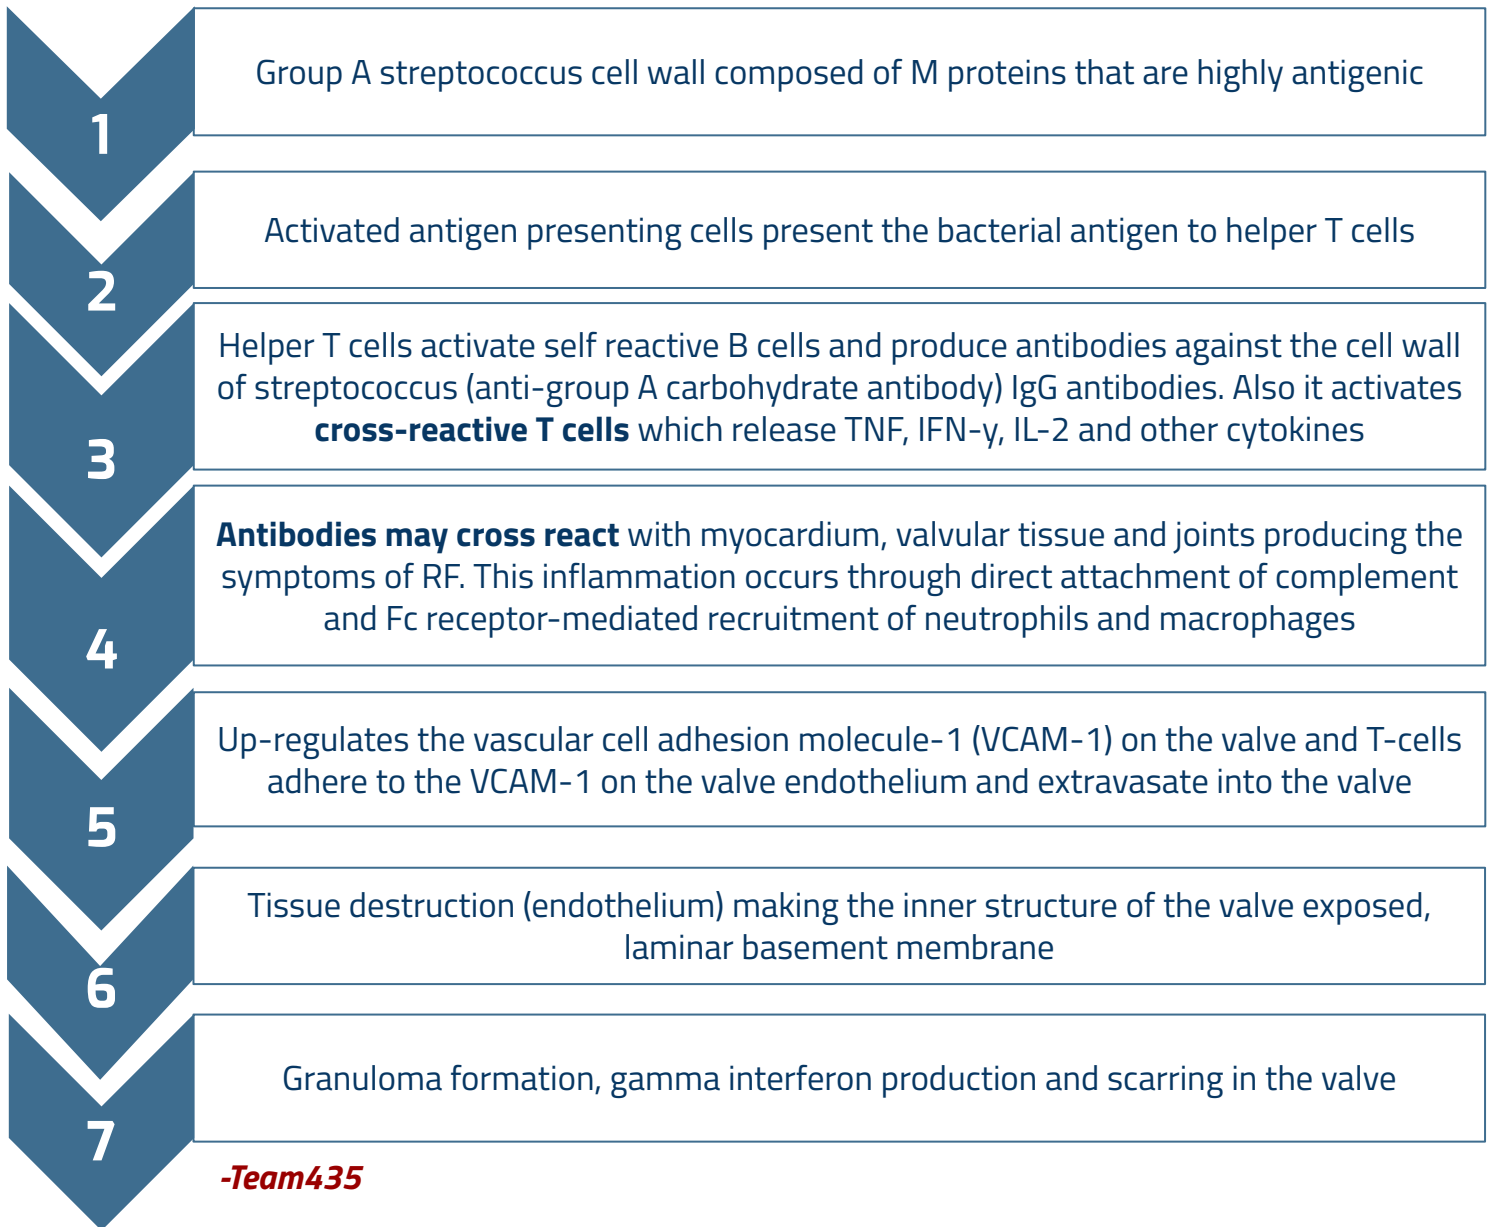 1
Group A streptococcus cell wall composed of M proteins that are highly antigenic
2
Activated antigen presenting cells present the bacterial antigen to helper T cells
3
Helper T cells activate self reactive B cells and produce antibodies against the cell wall
of streptococcus (anti-group A carbohydrate antibody) IgG antibodies. Also it activates
cross-reactive T cells which release TNF, IFN-y, IL-2 and other cytokines
4
Antibodies may cross react with myocardium, valvular tissue and joints producing the
symptoms of RF. This inflammation occurs through direct attachment of complement
and Fc receptor-mediated recruitment of neutrophils and macrophages
5
Up-regulates the vascular cell adhesion molecule-1 (VCAM-1) on the valve and T-cells
adhere to the VCAM-1 on the valve endothelium and extravasate into the valve
6
Tissue destruction (endothelium) making the inner structure of the valve exposed,
laminar basement membrane
7
Granuloma formation, gamma interferon production and scarring in the valve
-Team435